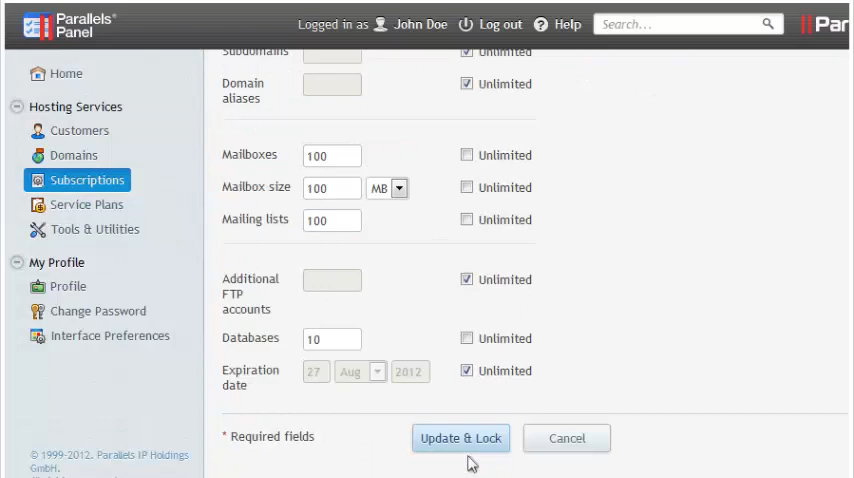 Parallels® Panel
Logged in as John Doe Log out Help Search... Par
Home
Hosting Services
Customers
Domains
Subscriptions
Service Plans
Tools & Utilities
My Profile
Profile
Change Password
Interface Preferences
© 1999-2012. Parallels IP Holdings
GmbH.
Subdomains Unlimited
Domain aliases Unlimited
Mailboxes 100 Unlimited
Mailbox size 100 MB Unlimited
Mailing lists 100 Unlimited
Additional FTP accounts Unlimited
Databases 10 Unlimited
Expiration date 27 Aug 2012 Unlimited
* Required fields Update & Lock Cancel